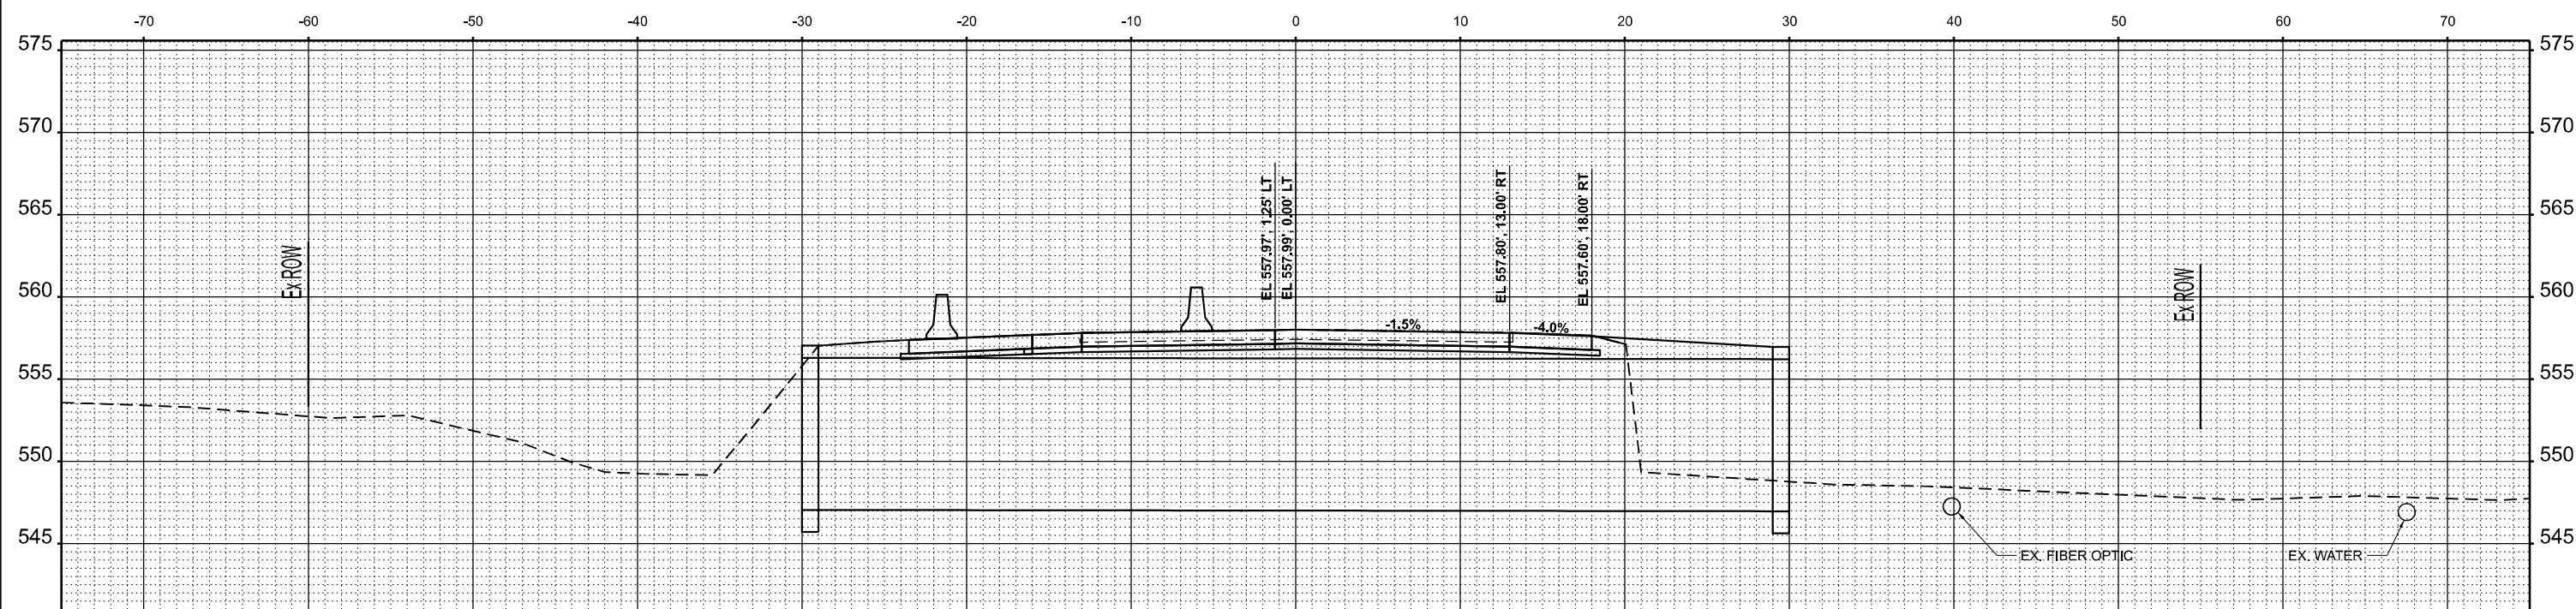 -70 -60 -50 -40 -30 -20 -10 0 10 20 30 40 50 60 70
575 575
570 570
565 565
EL 557.97', 1.25' LT
EL 557.99', 0.00' LT
EL 557.80', 13.00' RT
EL 557.60', 18.00' RT
Ex ROW
Ex ROW
560 560
-1.5%
-4.0%
555 555
550 550
545 545
EX. FIBER OPTIC
EX. WATER